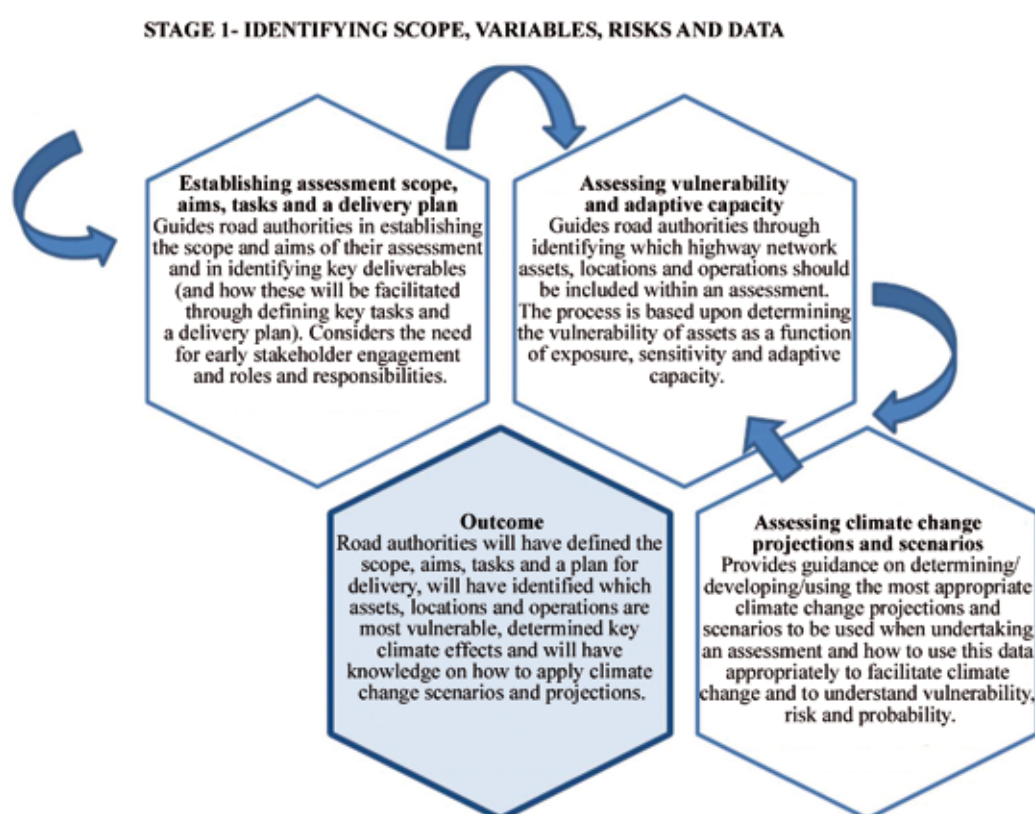 STAGE 1- IDENTIFYING SCOPE, VARIABLES, RISKS AND DATA
Establishing assessment scope,
aims, tasks and a delivery plan
Guides road authorities in establishing
the scope and aims of their assessment
and in identifying key deliverables
(and how these will be facilitated
through defining key tasks and
a delivery plan). Considers the need
for early stakeholder engagement
and roles and responsibilities.
Assessing vulnerability
and adaptive capacity
Guides road authorities through
identifying which highway network
assets, locations and operations should
be included within an assessment.
The process is based upon determining
the vulnerability of assets as a function
of exposure, sensitivity and adaptive
capacity.
Outcome
Road authorities will have defined the
scope, aims, tasks and a plan for
delivery, will have identified which
assets, locations and operations are
most vulnerable, determined key
climate effects and will have
knowledge on how to apply climate
change scenarios and projections.
Assessing climate change
projections and scenarios
Provides guidance on determining/
developing/using the most appropriate
climate change projections and
scenarios to be used when undertaking
an assessment and how to use this data
appropriately to facilitate climate
change and to understand vulnerability,
risk and probability.